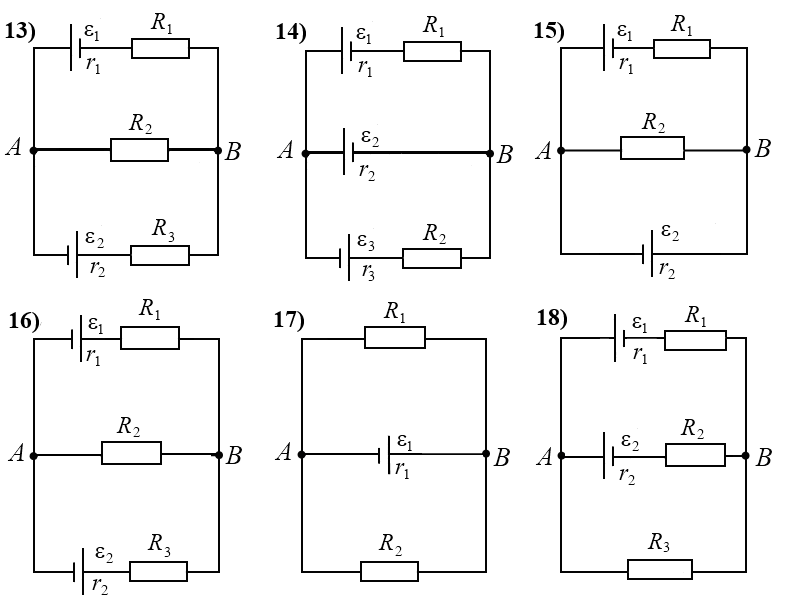 13) ε₁ R₁
r₁
R₂
A B
ε₂ R₃
r₂
14) ε₁ R₁
r₁
ε₂
A B
r₂
ε₃ R₂
r₃
15) ε₁ R₁
r₁
R₂
A B
ε₂
r₂
16) ε₁ R₁
r₁
R₂
A B
ε₂ R₃
r₂
17) R₁
ε₁
A B
r₁
R₂
18) ε₁ R₁
r₁
ε₂ R₂
A B
r₂
R₃